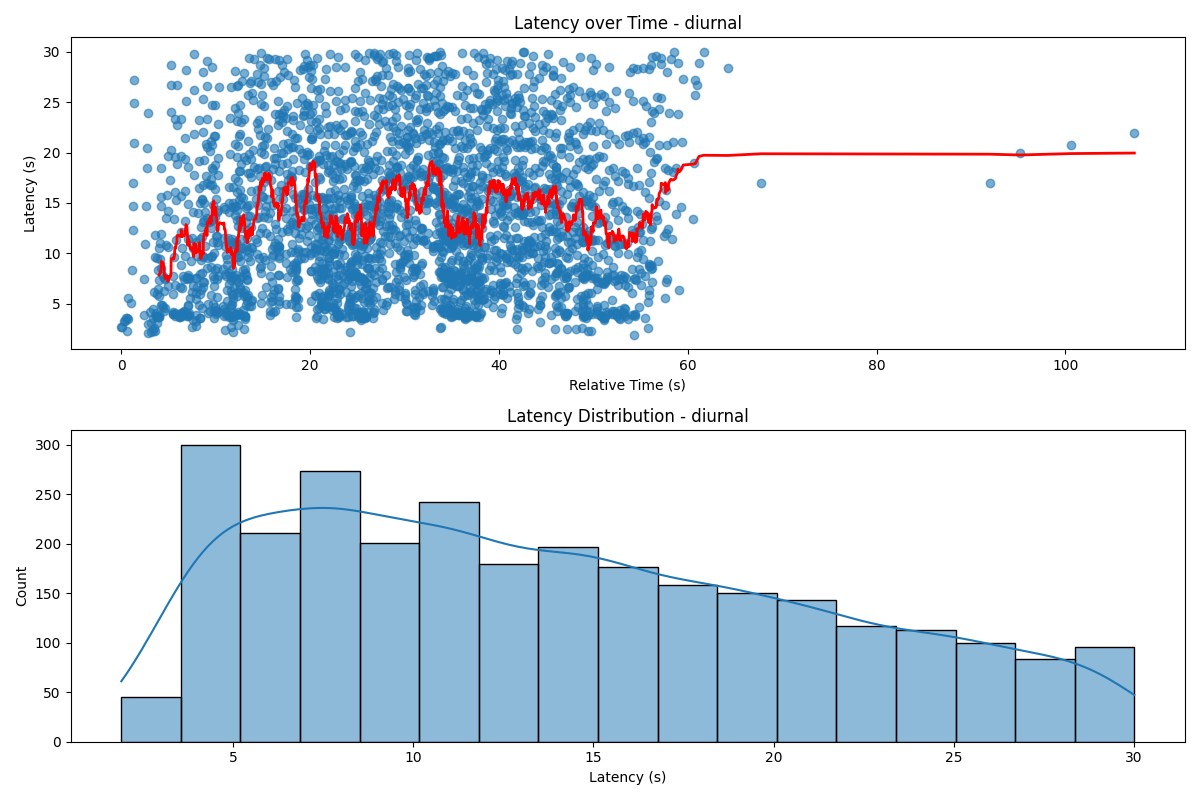 Latency over Time - diurnal
30
25
20
15
10
5
Latency (s)
0 20 40 60 80 100
Relative Time (s)
Latency Distribution - diurnal
300
250
200
150
100
50
0
Count
5 10 15 20 25 30
Latency (s)